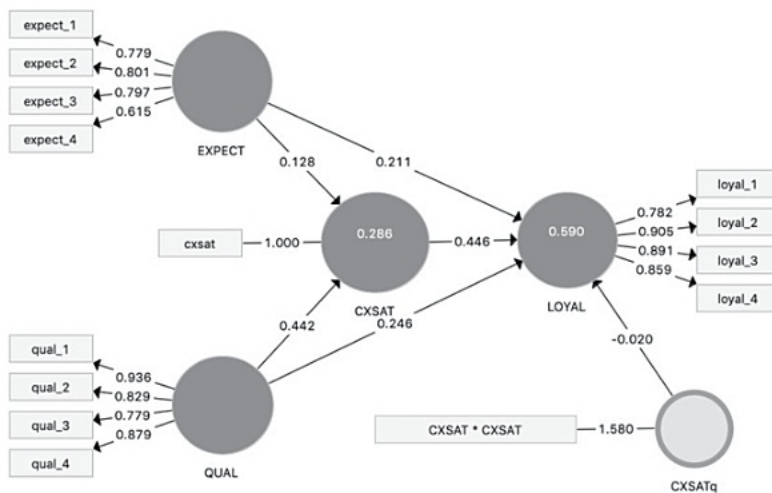 expect_1
expect_2
expect_3
expect_4
0.779
0.801
0.797
0.615
EXPECT
0.128
0.211
cxsat
1.000
0.286
CXSAT
0.446
0.590
LOYAL
0.782
0.905
0.891
0.859
loyal_1
loyal_2
loyal_3
loyal_4
0.442
0.246
qual_1
qual_2
qual_3
qual_4
0.936
0.829
0.779
0.879
QUAL
-0.020
CXSAT * CXSAT
1.580
CXSATq